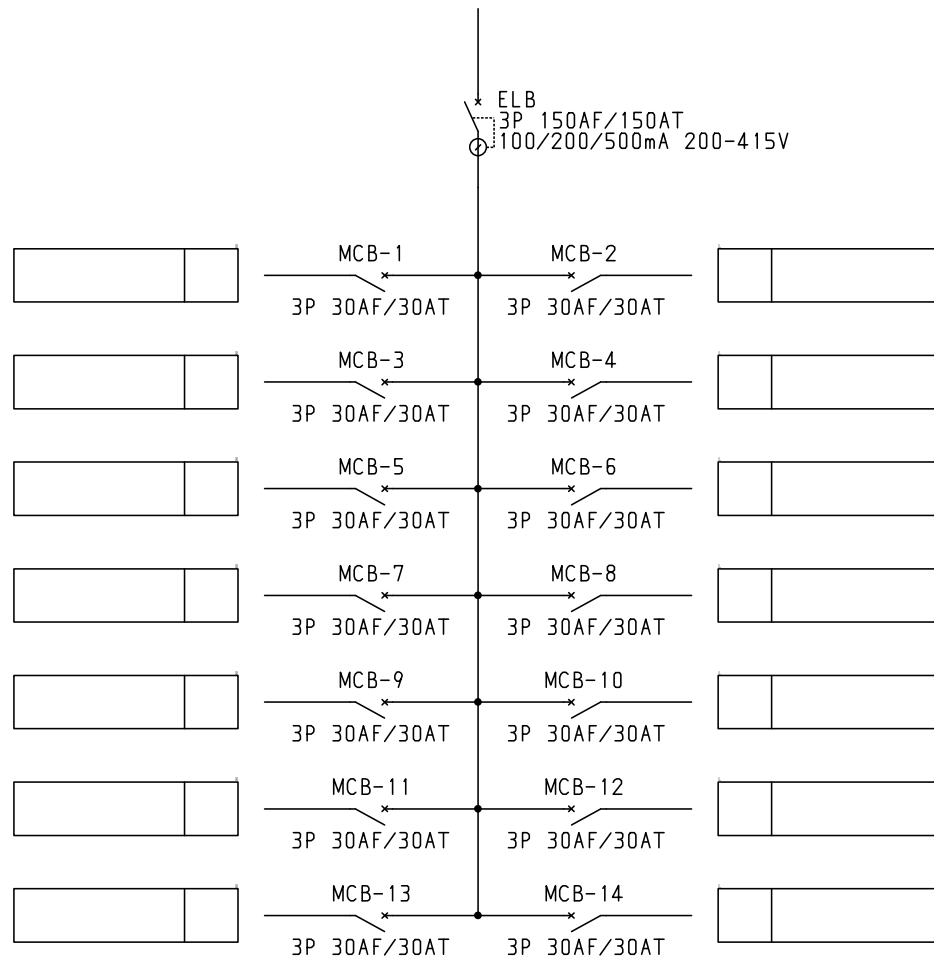 ELB
3P 150AF/150AT
100/200/500mA 200-415V
MCB-1
MCB-2
3P 30AF/30AT
3P 30AF/30AT
MCB-3
MCB-4
3P 30AF/30AT
3P 30AF/30AT
MCB-5
MCB-6
3P 30AF/30AT
3P 30AF/30AT
MCB-7
MCB-8
3P 30AF/30AT
3P 30AF/30AT
MCB-9
MCB-10
3P 30AF/30AT
3P 30AF/30AT
MCB-11
MCB-12
3P 30AF/30AT
3P 30AF/30AT
MCB-13
MCB-14
3P 30AF/30AT
3P 30AF/30AT